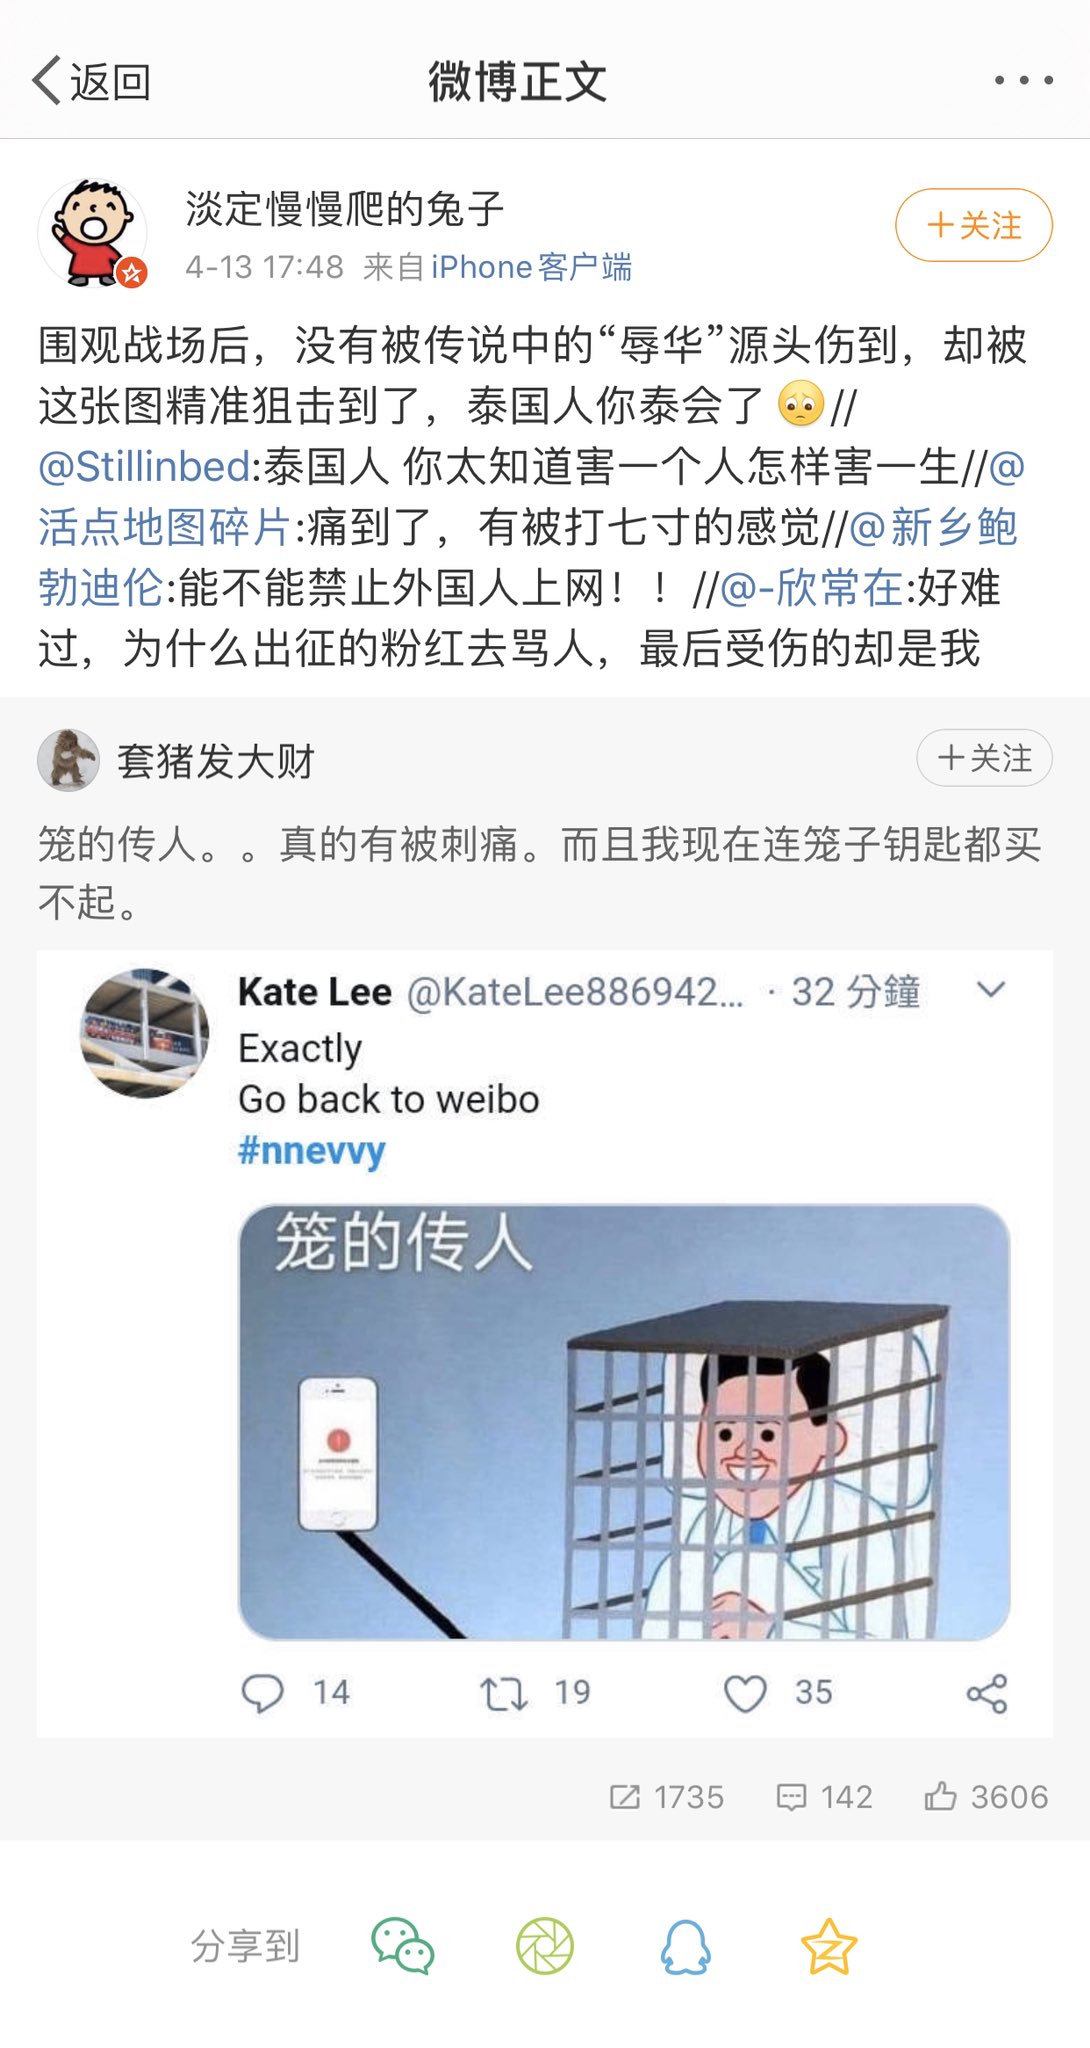 返回
微博正文
淡定慢慢爬的兔子
+关注
4-13 17:48 来自iPhone客户端
围观战场后，没有被传说中的“辱华”源头伤到，却被
这张图精准狙击到了，泰国人你泰会了🥺//
@Stillinbed:泰国人 你太知道害一个人怎样害一生//@
活点地图碎片:痛到了，有被打七寸的感觉//@新乡鲍
勃迪伦:能不能禁止外国人上网！！//@-欣常在:好难
过，为什么出征的粉红去骂人，最后受伤的却是我
套猪发大财
+关注
笼的传人。。真的有被刺痛。而且我现在连笼子钥匙都买
不起。
Kate Lee @KateLee886942... · 32 分鐘
Exactly
Go back to weibo
#nnevvy
笼的传人
14
19
35
1735
142
3606
分享到